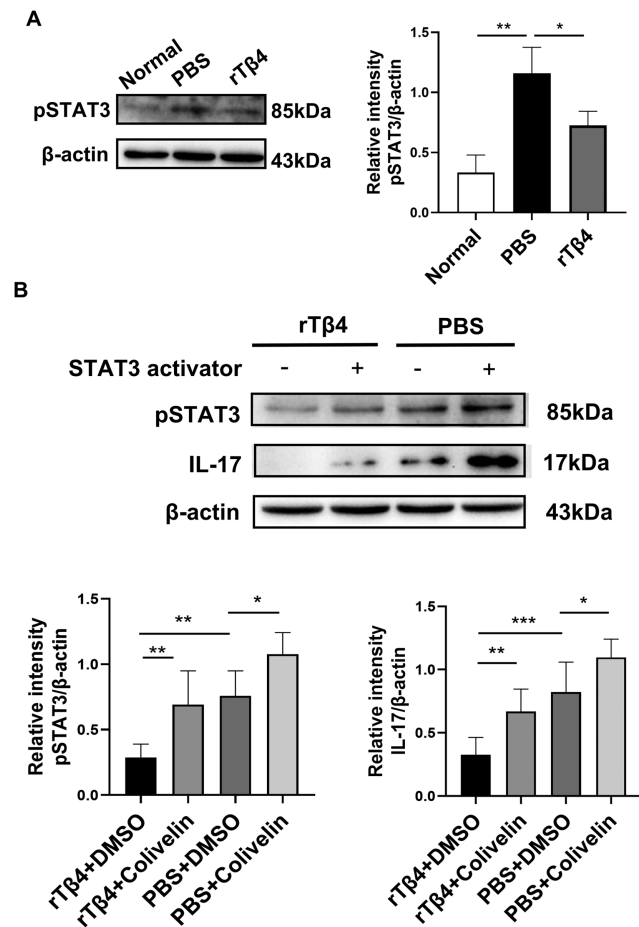 A
Normal PBS rTβ4
pSTAT3 85kDa
β-actin 43kDa
Relative intensity
pSTAT3/β-actin
1.5
1.0
0.5
0.0
** *
Normal PBS rTβ4
B
rTβ4 PBS
STAT3 activator - + - +
pSTAT3 85kDa
IL-17 17kDa
β-actin 43kDa
Relative intensity
pSTAT3/β-actin
1.5
1.0
0.5
0.0
*
**
**
rTβ4+DMSO
rTβ4+Colivelin
PBS+DMSO
PBS+Colivelin
Relative intensity
IL-17/β-actin
1.5
1.0
0.5
0.0
*
***
**
rTβ4+DMSO
rTβ4+Colivelin
PBS+DMSO
PBS+Colivelin